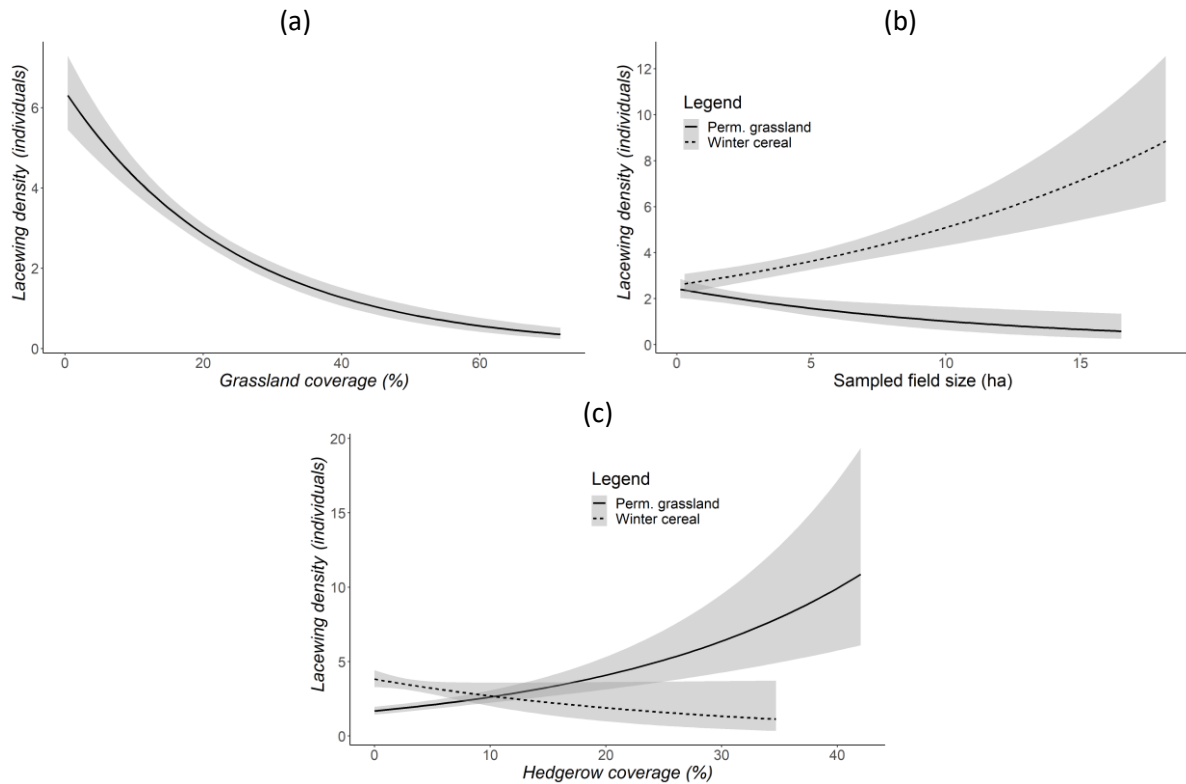 (a)
Lacewing density (individuals)
6
4
2
0
0 20 40 60
Grassland coverage (%)
(b)
Lacewing density (individuals)
12
10
8
6
4
2
0
Legend
Perm. grassland
Winter cereal
0 5 10 15
Sampled field size (ha)
(c)
Lacewing density (individuals)
20
15
10
5
0
Legend
Perm. grassland
Winter cereal
0 10 20 30 40
Hedgerow coverage (%)